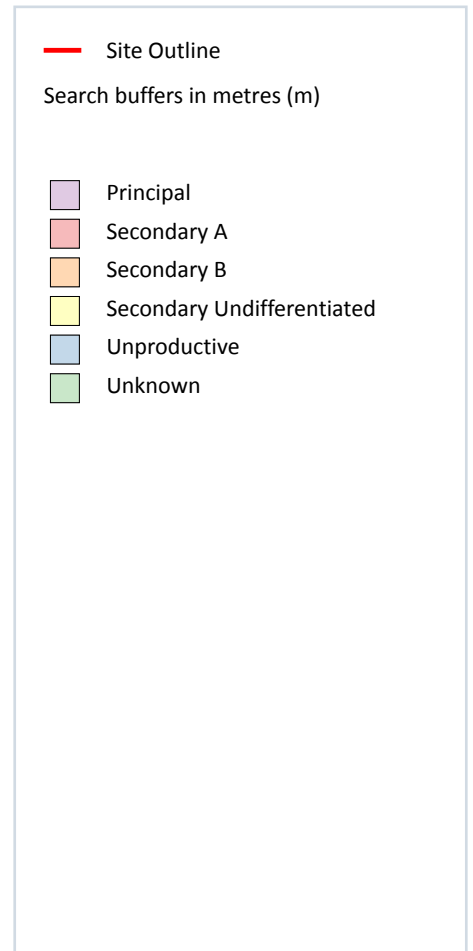 Site Outline
Search buffers in metres (m)
Principal
Secondary A
Secondary B
Secondary Undifferentiated
Unproductive
Unknown